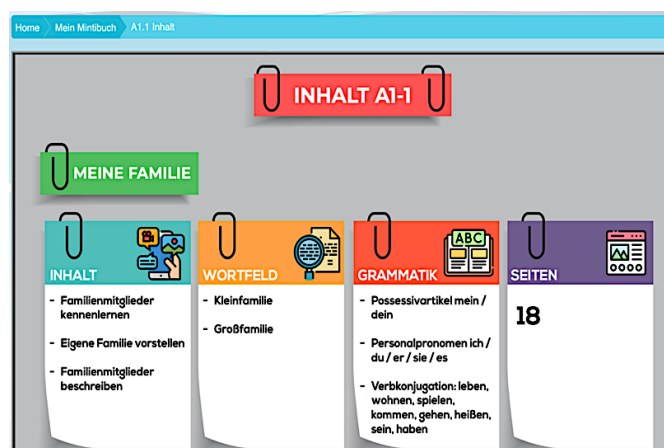 Home Mein Mintibuch A1.1 Inhalt
INHALT A1-1
MEINE FAMILIE
INHALT
- Familienmitglieder
kennenlernen
- Eigene Familie vorstellen
- Familienmitglieder
beschreiben
WORTFELD
- Kleinfamilie
- Großfamilie
ABC
GRAMMATIK
- Possessivartikel mein /
dein
- Personalpronomen ich /
du / er / sie / es
- Verbkonjugation: leben,
wohnen, spielen,
kommen, gehen, heißen,
sein, haben
SEITEN
18